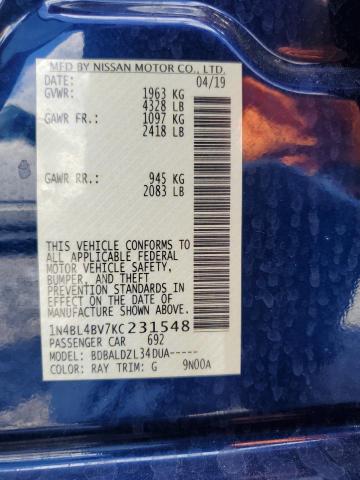 MFD BY NISSAN MOTOR CO., LTD.
DATE: 04/19
GVWR: 1963 KG
4328 LB
GAWR FR.: 1097 KG
2418 LB
GAWR RR.: 945 KG
2083 LB
THIS VEHICLE CONFORMS TO
ALL APPLICABLE FEDERAL
MOTOR VEHICLE SAFETY,
BUMPER, AND THEFT
PREVENTION STANDARDS IN
EFFECT ON THE DATE OF
MANUFACTURE SHOWN ABOVE.
1N4BL4BV7KC231548
PASSENGER CAR 692
MODEL: BDBALDZL34DUA-----
COLOR: RAY TRIM: G 9N00A